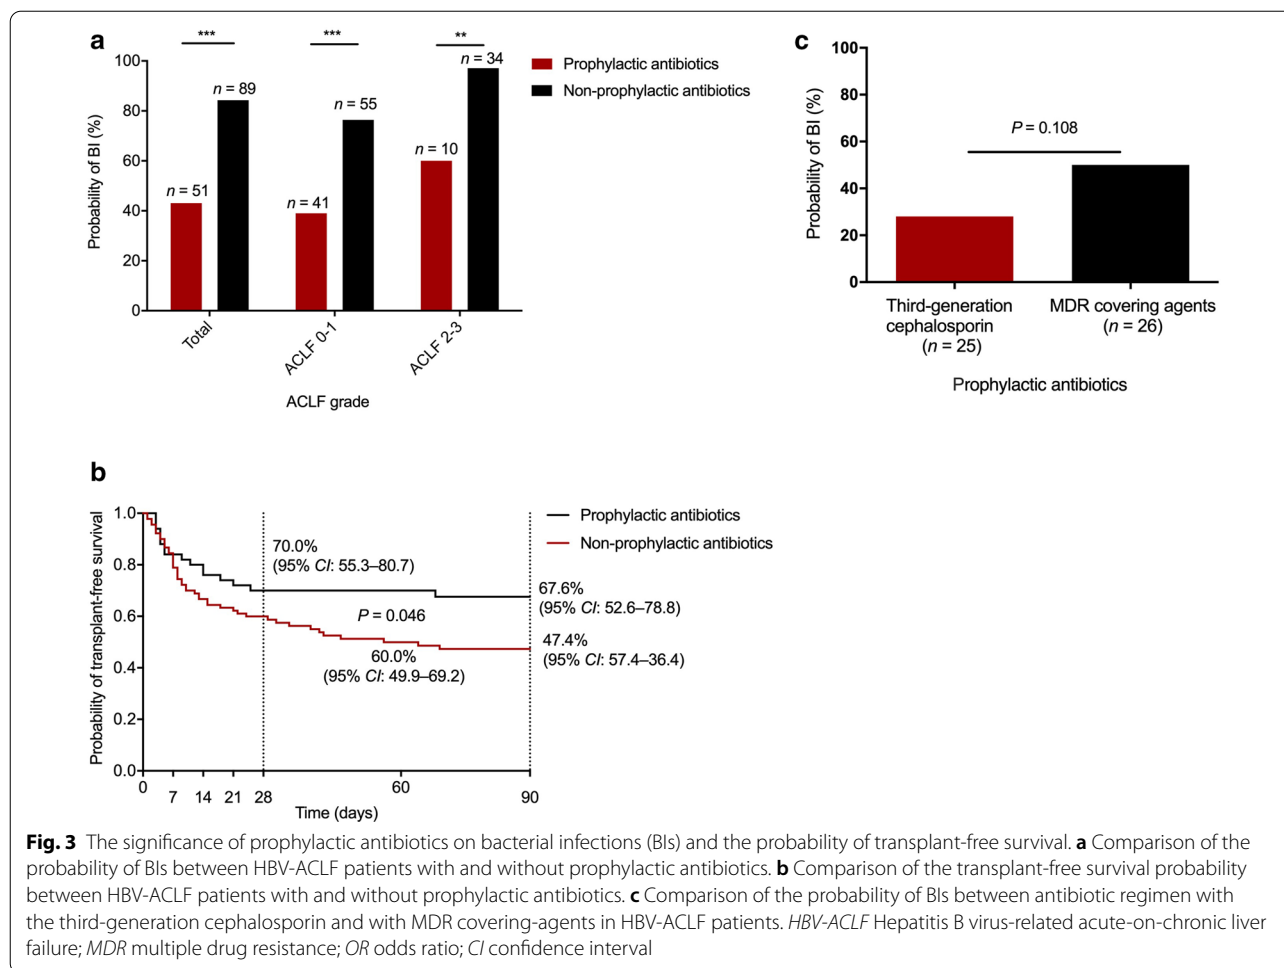 a
***
***
**
Probability of BI (%)
100
80
60
40
20
0
n = 51
n = 89
n = 41
n = 55
n = 10
n = 34
Total
ACLF 0-1
ACLF 2-3
ACLF grade
Prophylactic antibiotics
Non-prophylactic antibiotics
c
Probability of BI (%)
100
80
60
40
20
0
P = 0.108
Third-generation
cephalosporin
(n = 25)
MDR covering agents
(n = 26)
Prophylactic antibiotics
b
Probability of transplant-free survival
1.0
0.8
0.6
0.4
0.2
0.0
0
7
14
21
28
60
90
Time (days)
70.0%
(95% CI: 55.3–80.7)
P = 0.046
60.0%
(95% CI: 49.9–69.2)
Prophylactic antibiotics
Non-prophylactic antibiotics
67.6%
(95% CI: 52.6–78.8)
47.4%
(95% CI: 57.4–36.4)
Fig. 3 The significance of prophylactic antibiotics on bacterial infections (BIs) and the probability of transplant-free survival. a Comparison of the
probability of BIs between HBV-ACLF patients with and without prophylactic antibiotics. b Comparison of the transplant-free survival probability
between HBV-ACLF patients with and without prophylactic antibiotics. c Comparison of the probability of BIs between antibiotic regimen with
the third-generation cephalosporin and with MDR covering-agents in HBV-ACLF patients. HBV-ACLF Hepatitis B virus-related acute-on-chronic liver
failure; MDR multiple drug resistance; OR odds ratio; CI confidence interval